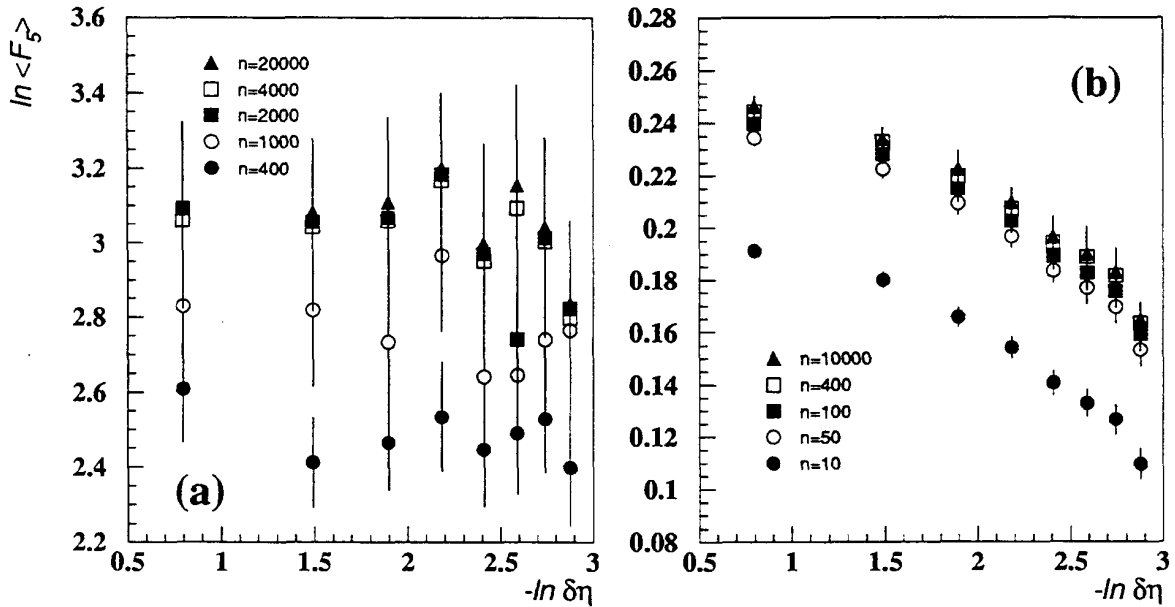 ln <F5>
3.6
3.4
3.2
3
2.8
2.6
2.4
2.2
n=20000
n=4000
n=2000
n=1000
n=400
(a)
0.5
1
1.5
2
2.5
3
-ln δη
0.28
0.26
0.24
0.22
0.2
0.18
0.16
0.14
0.12
0.1
0.08
(b)
n=10000
n=400
n=100
n=50
n=10
0.5
1
1.5
2
2.5
3
-ln δη